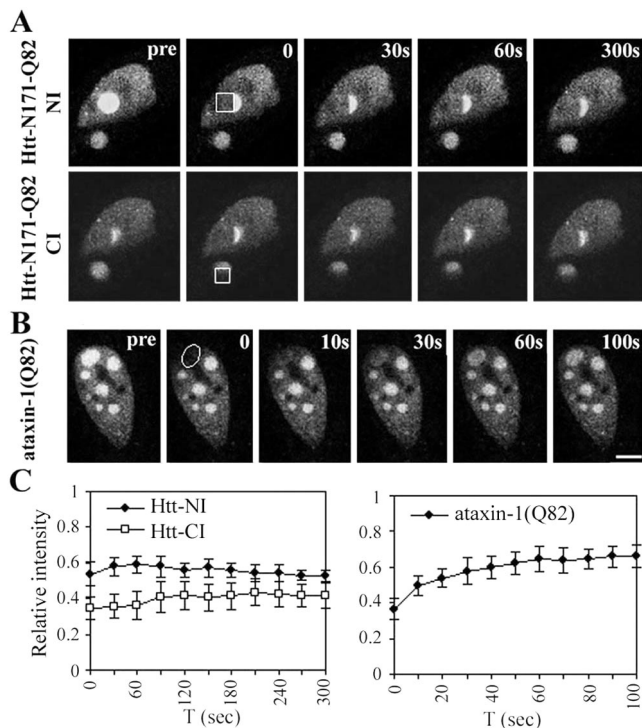 A
Htt-N171-Q82
NI
pre
0
30s
60s
300s
Htt-N171-Q82
CI
B
ataxin-1(Q82)
pre
0
10s
30s
60s
100s
C
Relative intensity
1
0.8
0.6
0.4
0.2
0
Htt-NI
Htt-CI
0
60
120
180
240
300
T (sec)
1
0.8
0.6
0.4
0.2
0
ataxin-1(Q82)
0
20
40
60
80
100
T (sec)